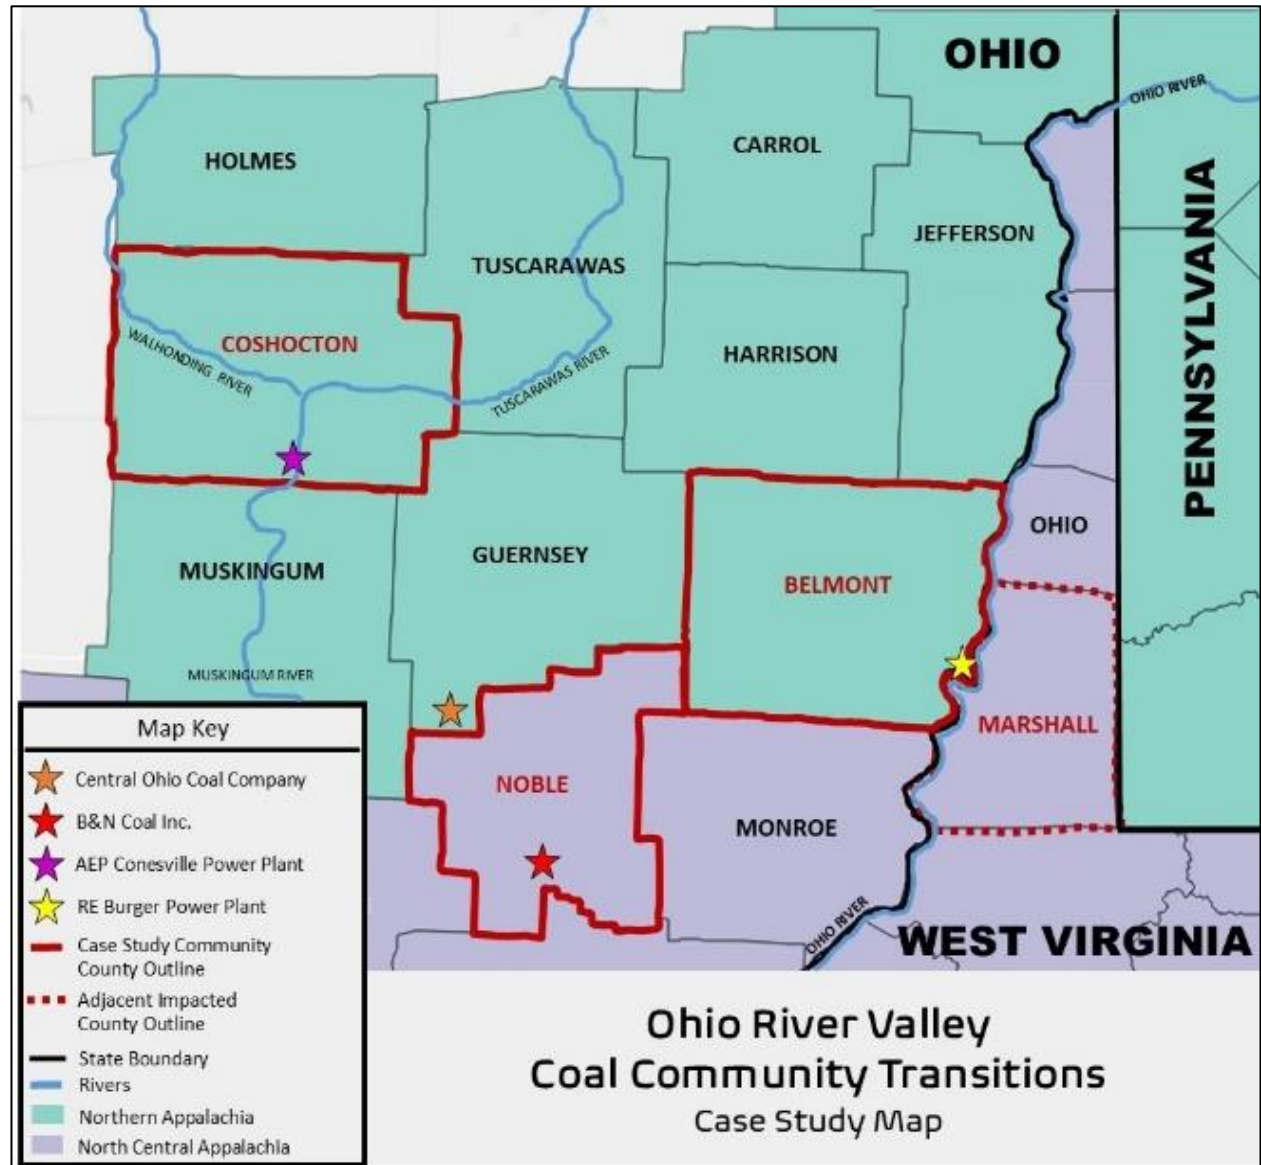 OHIO
OHIO RIVER
HOLMES
CARROL
PENNSYLVANIA
JEFFERSON
TUSCARAWAS
COSHOCTON
WALHONDING RIVER
HARRISON
TUSCARAWAS RIVER
OHIO
GUERNSEY
MUSKINGUM
BELMONT
MUSKINGUM RIVER
MARSHALL
NOBLE
MONROE
OHIO RIVER
WEST VIRGINIA
Map Key
Central Ohio Coal Company
B&N Coal Inc.
AEP Conesville Power Plant
RE Burger Power Plant
Case Study Community
County Outline
Adjacent Impacted
County Outline
State Boundary
Rivers
Northern Appalachia
North Central Appalachia
Ohio River Valley
Coal Community Transitions
Case Study Map